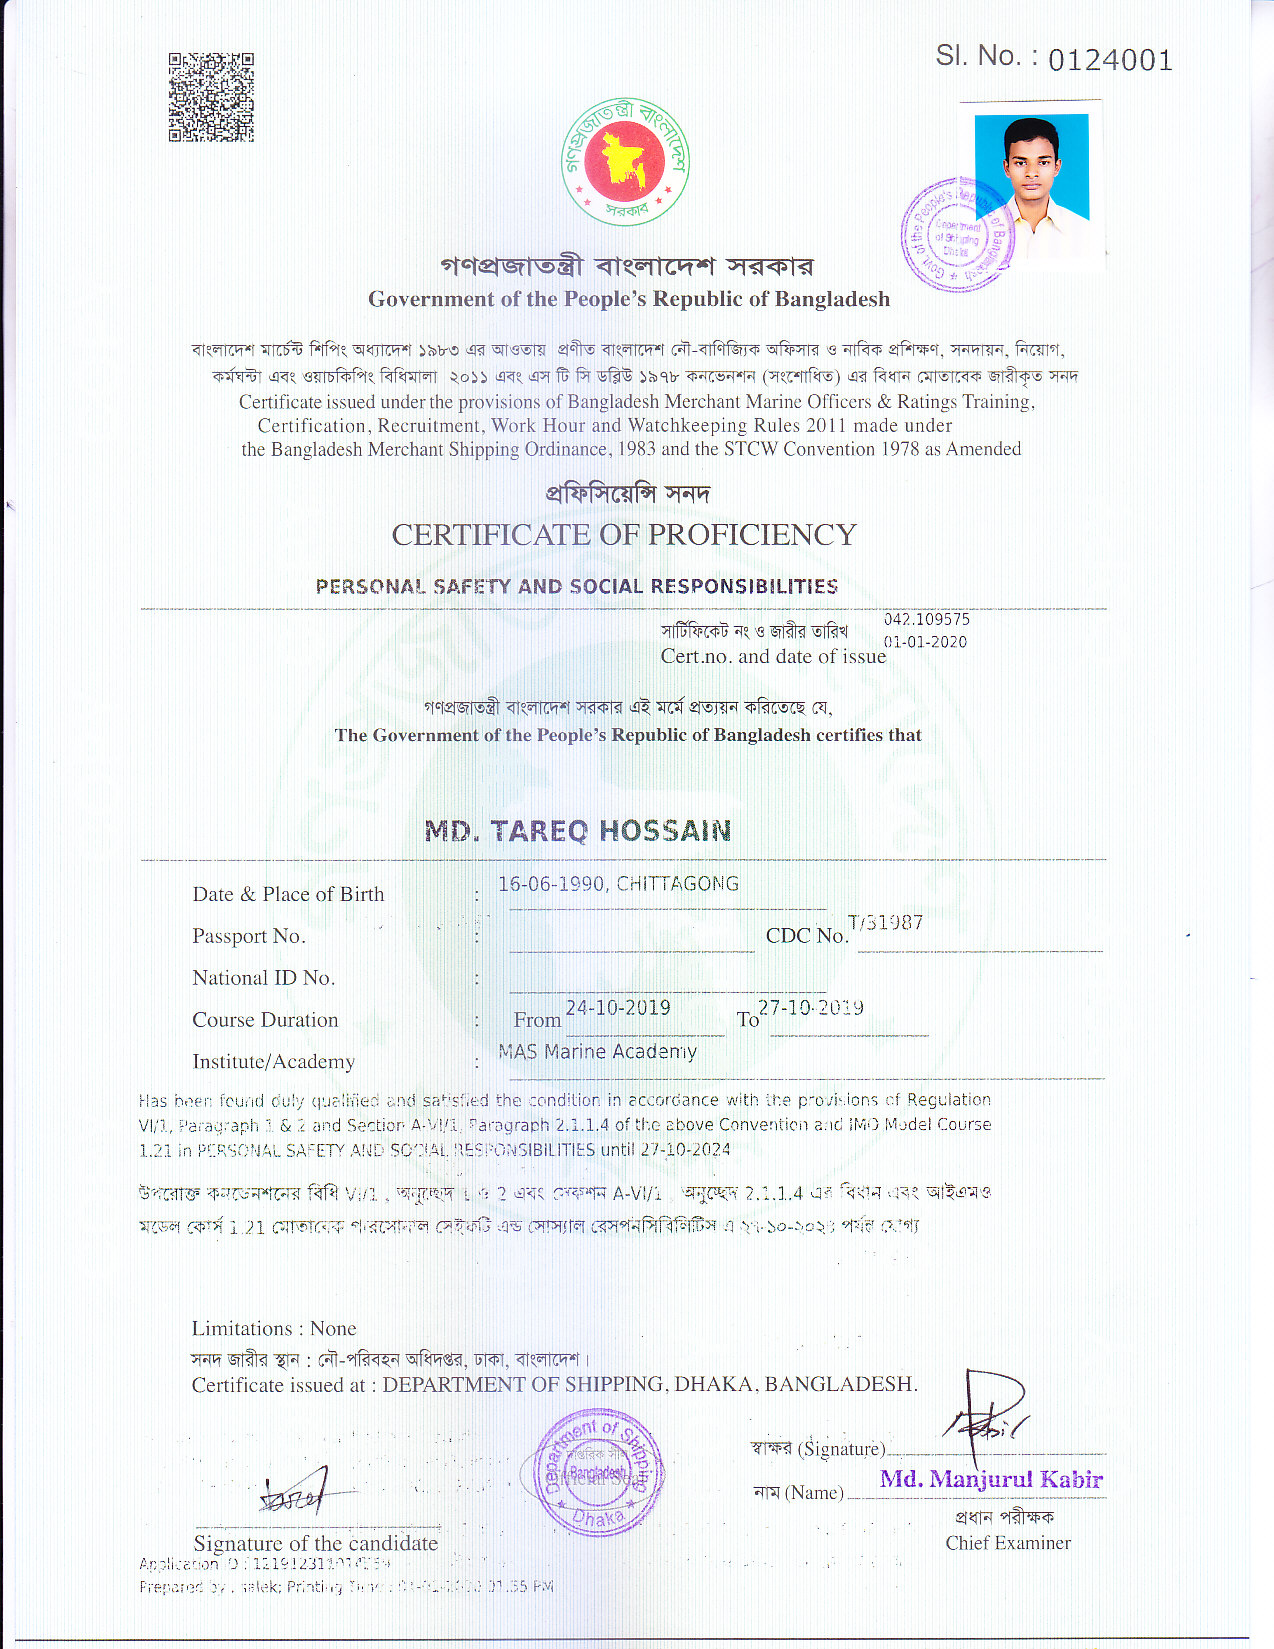 Sl. No. : 0124001
গণপ্রজাতন্ত্রী বাংলাদেশ
সরকার
Govt of the People's Republic of Bangladesh
Department
of Shipping
Dhaka
গণপ্রজাতন্ত্রী বাংলাদেশ সরকার
Government of the People's Republic of Bangladesh
বাংলাদেশ মার্চেন্ট শিপিং অধ্যাদেশ ১৯৮৩ এর আওতায় প্রণীত বাংলাদেশ নৌ-বাণিজ্যিক অফিসার ও নাবিক প্রশিক্ষণ, সনদায়ন, নিয়োগ,
কর্মঘন্টা এবং ওয়াচকিপিং বিধিমালা ২০১১ এবং এস টি সি ডব্লিউ ১৯৭৮ কনভেনশন (সংশোধিত) এর বিধান মোতাবেক জারীকৃত সনদ
Certificate issued under the provisions of Bangladesh Merchant Marine Officers & Ratings Training,
Certification, Recruitment, Work Hour and Watchkeeping Rules 2011 made under
the Bangladesh Merchant Shipping Ordinance, 1983 and the STCW Convention 1978 as Amended
প্রফিসিয়েন্সি সনদ
CERTIFICATE OF PROFICIENCY
PERSONAL SAFETY AND SOCIAL RESPONSIBILITIES
সার্টিফিকেট নং ও জারীর তারিখ 042.109575
Cert.no. and date of issue 01-01-2020
গণপ্রজাতন্ত্রী বাংলাদেশ সরকার এই মর্মে প্রত্যয়ন করিতেছে যে,
The Government of the People's Republic of Bangladesh certifies that
MD. TAREQ HOSSAIN
Date & Place of Birth : 16-06-1990, CHITTAGONG
Passport No. : CDC No. T/31987
National ID No. :
Course Duration : From 24-10-2019 To 27-10-2019
Institute/Academy : MAS Marine Academy
Has been found duly qualified and satisfied the condition in accordance with the provisions of Regulation
VI/1, Paragraph 1 & 2 and Section A-VI/1, Paragraph 2.1.1.4 of the above Convention and IMO Model Course
1.21 in PERSONAL SAFETY AND SOCIAL RESPONSIBILITIES until 27-10-2024
উপরোক্ত কনভেনশনের বিধি VI/1 , অনুচ্ছেদ 1 ও 2 এবং সেকশন A-VI/1 , অনুচ্ছেদ 2.1.1.4 এর বিধান এবং আইএমও
মডেল কোর্স 1.21 মোতাবেক পারসোনাল সেইফটি এন্ড সোস্যাল রেসপনসিবিলিটিস এ ২৭-১০-২০২৪ পর্যন্ত যোগ্য
Limitations : None
সনদ জারীর স্থান : নৌ-পরিবহন অধিদপ্তর, ঢাকা, বাংলাদেশ।
Certificate issued at : DEPARTMENT OF SHIPPING, DHAKA, BANGLADESH.
Department of Shipping
Bangladesh
Dhaka
স্বাক্ষর (Signature)
Md. Manjurul Kabir
নাম (Name)
প্রধান পরীক্ষক
Chief Examiner
Signature of the candidate
Application
Prepared by : salek; Printing